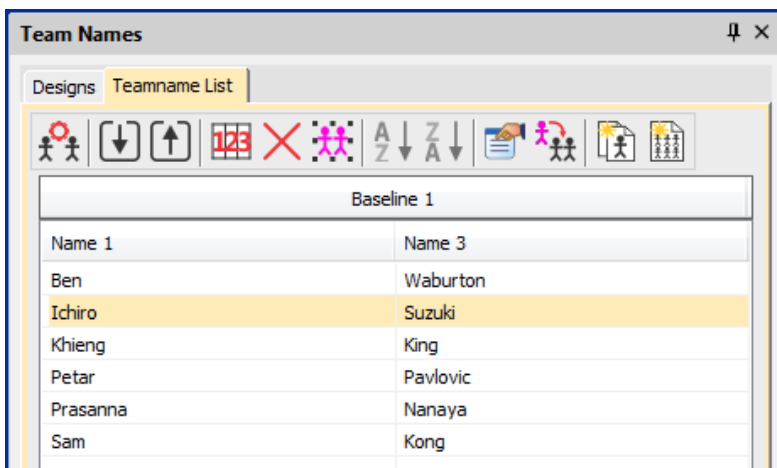 Team Names
Designs Teamname List
123 A Z Z A
Baseline 1
Name 1 Name 3
Ben Waburton
Ichiro Suzuki
Khieng King
Petar Pavlovic
Prasanna Nanaya
Sam Kong